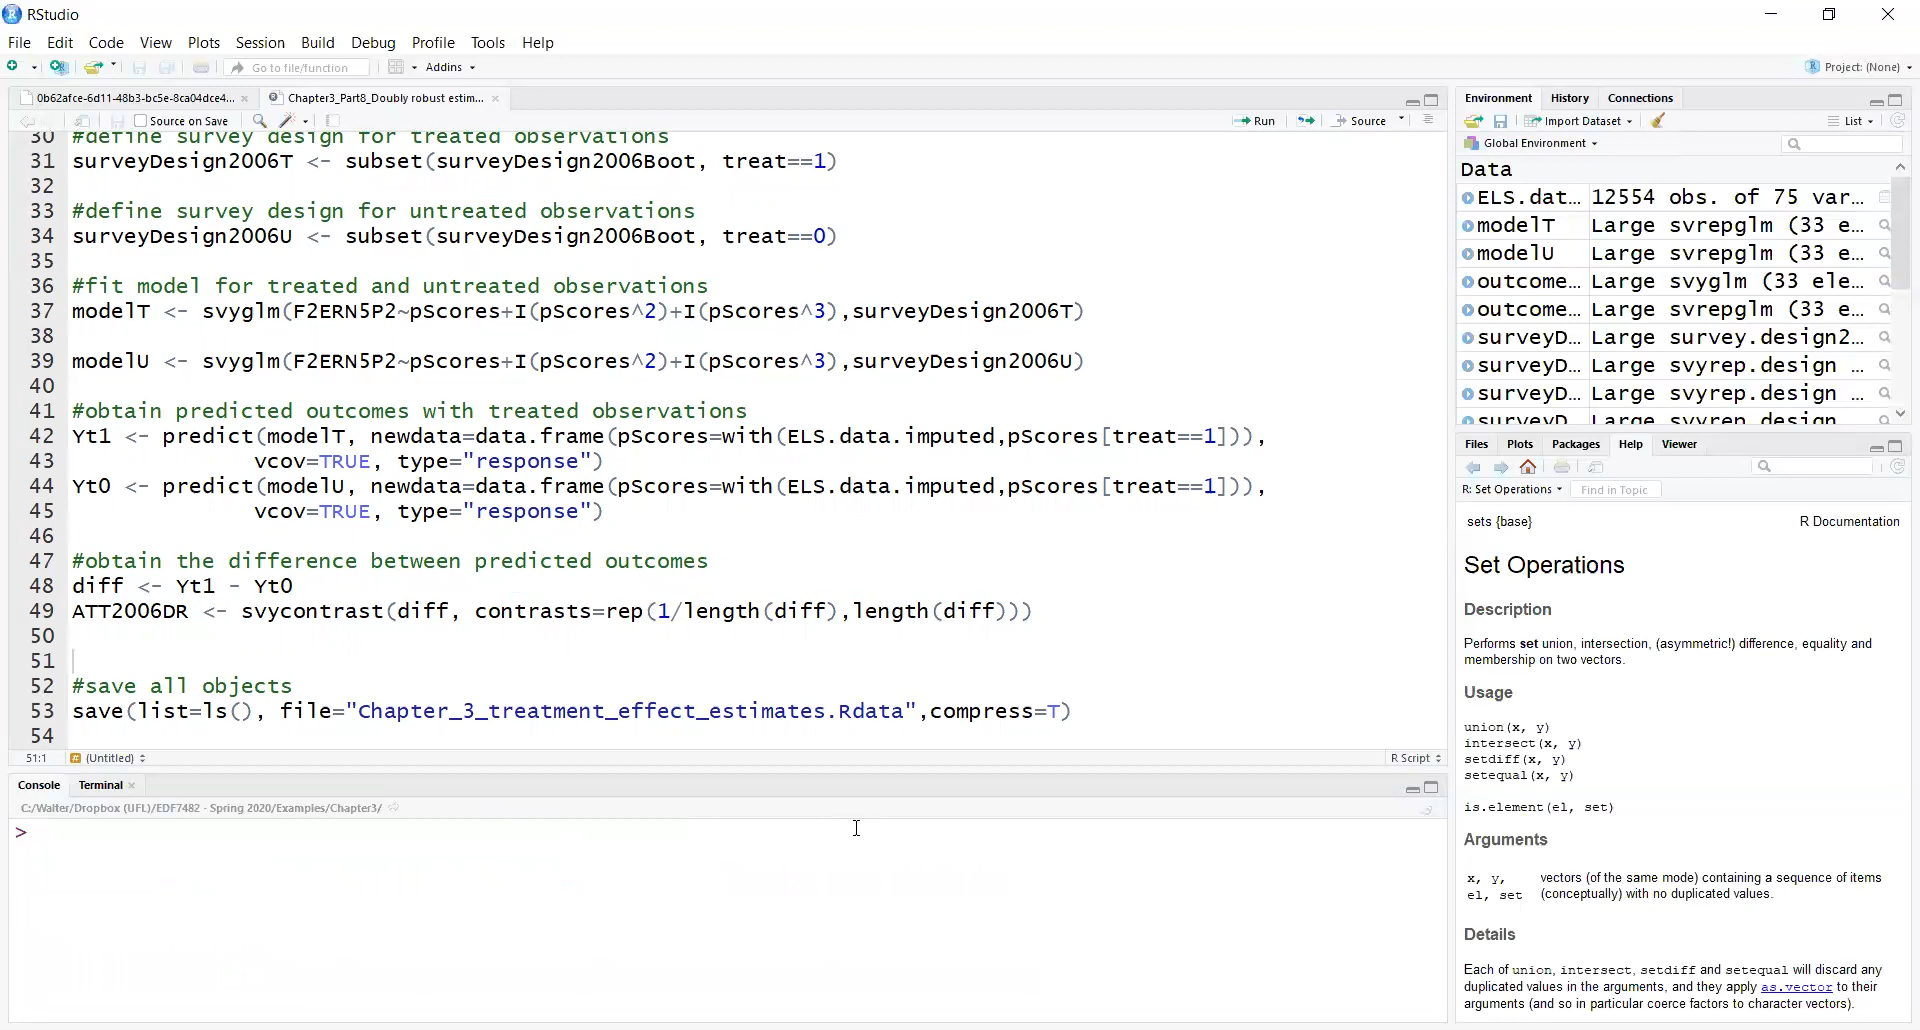 RStudio
File Edit Code View Plots Session Build Debug Profile Tools Help
Go to file/function Addins Project: (None)
0b62afce-6d11-48b3-bc5e-8ca04dce4... Chapter3_Part8_Doubly robust estim...
Source on Save Run Source
30 #define survey design for treated observations
31 surveyDesign2006T <- subset(surveyDesign2006Boot, treat==1)
32
33 #define survey design for untreated observations
34 surveyDesign2006U <- subset(surveyDesign2006Boot, treat==0)
35
36 #fit model for treated and untreated observations
37 modelT <- svyglm(F2ERN5P2~pScores+I(pScores^2)+I(pScores^3),surveyDesign2006T)
38
39 modelU <- svyglm(F2ERN5P2~pScores+I(pScores^2)+I(pScores^3),surveyDesign2006U)
40
41 #obtain predicted outcomes with treated observations
42 Yt1 <- predict(modelT, newdata=data.frame(pScores=with(ELS.data.imputed,pScores[treat==1])),
43 vcov=TRUE, type="response")
44 Yt0 <- predict(modelU, newdata=data.frame(pScores=with(ELS.data.imputed,pScores[treat==1])),
45 vcov=TRUE, type="response")
46
47 #obtain the difference between predicted outcomes
48 diff <- Yt1 - Yt0
49 ATT2006DR <- svycontrast(diff, contrasts=rep(1/length(diff),length(diff)))
50
51
52 #save all objects
53 save(list=ls(), file="Chapter_3_treatment_effect_estimates.Rdata",compress=T)
54
51:1 # (Untitled) R Script
Console Terminal
C:/Walter/Dropbox (UFL)/EDF7482 - Spring 2020/Examples/Chapter3/
>
Environment History Connections
Import Dataset List
Global Environment
Data
ELS.dat... 12554 obs. of 75 var...
modelT Large svrepglm (33 e...
modelU Large svrepglm (33 e...
outcome... Large svyglm (33 ele...
outcome... Large svrepglm (33 e...
surveyD... Large survey.design2...
surveyD... Large svyrep.design ...
surveyD... Large svyrep.design ...
surveyD... Large svyrep.design ...
Files Plots Packages Help Viewer
R: Set Operations Find in Topic
sets {base} R Documentation
Set Operations
Description
Performs set union, intersection, (asymmetric!) difference, equality and
membership on two vectors.
Usage
union(x, y)
intersect(x, y)
setdiff(x, y)
setequal(x, y)
is.element(el, set)
Arguments
x, y, vectors (of the same mode) containing a sequence of items
el, set (conceptually) with no duplicated values.
Details
Each of union, intersect, setdiff and setequal will discard any
duplicated values in the arguments, and they apply as.vector to their
arguments (and so in particular coerce factors to character vectors).